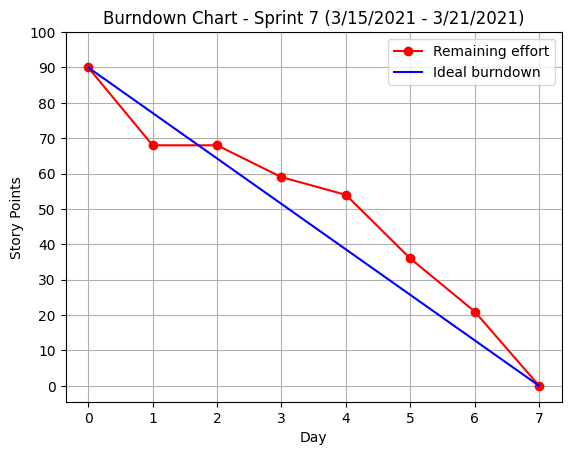 Burndown Chart - Sprint 7 (3/15/2021 - 3/21/2021)
Remaining effort
Ideal burndown
100
90
80
70
60
50
40
30
20
10
0
Story Points
0 1 2 3 4 5 6 7
Day